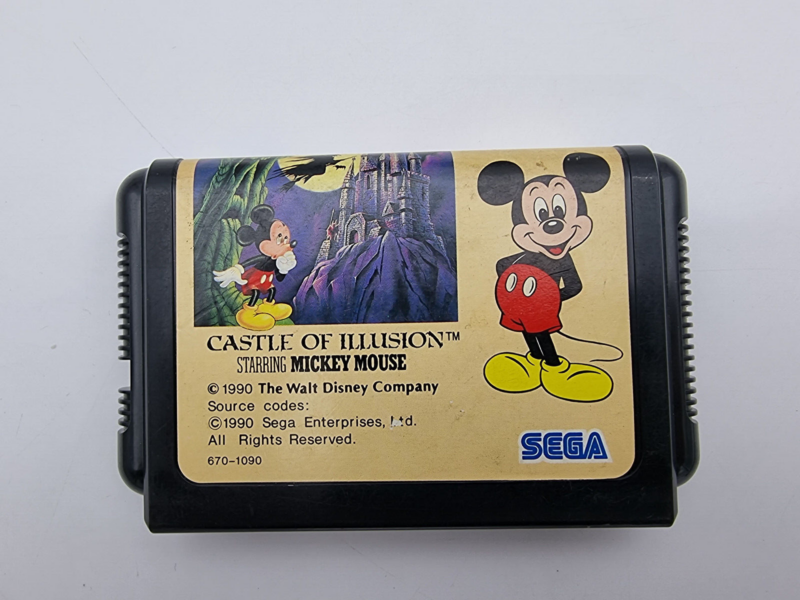 CASTLE OF ILLUSION™
STARRING MICKEY MOUSE
© 1990 The Walt Disney Company
Source codes:
©1990 Sega Enterprises, Ltd.
All Rights Reserved.
670-1090
SEGA